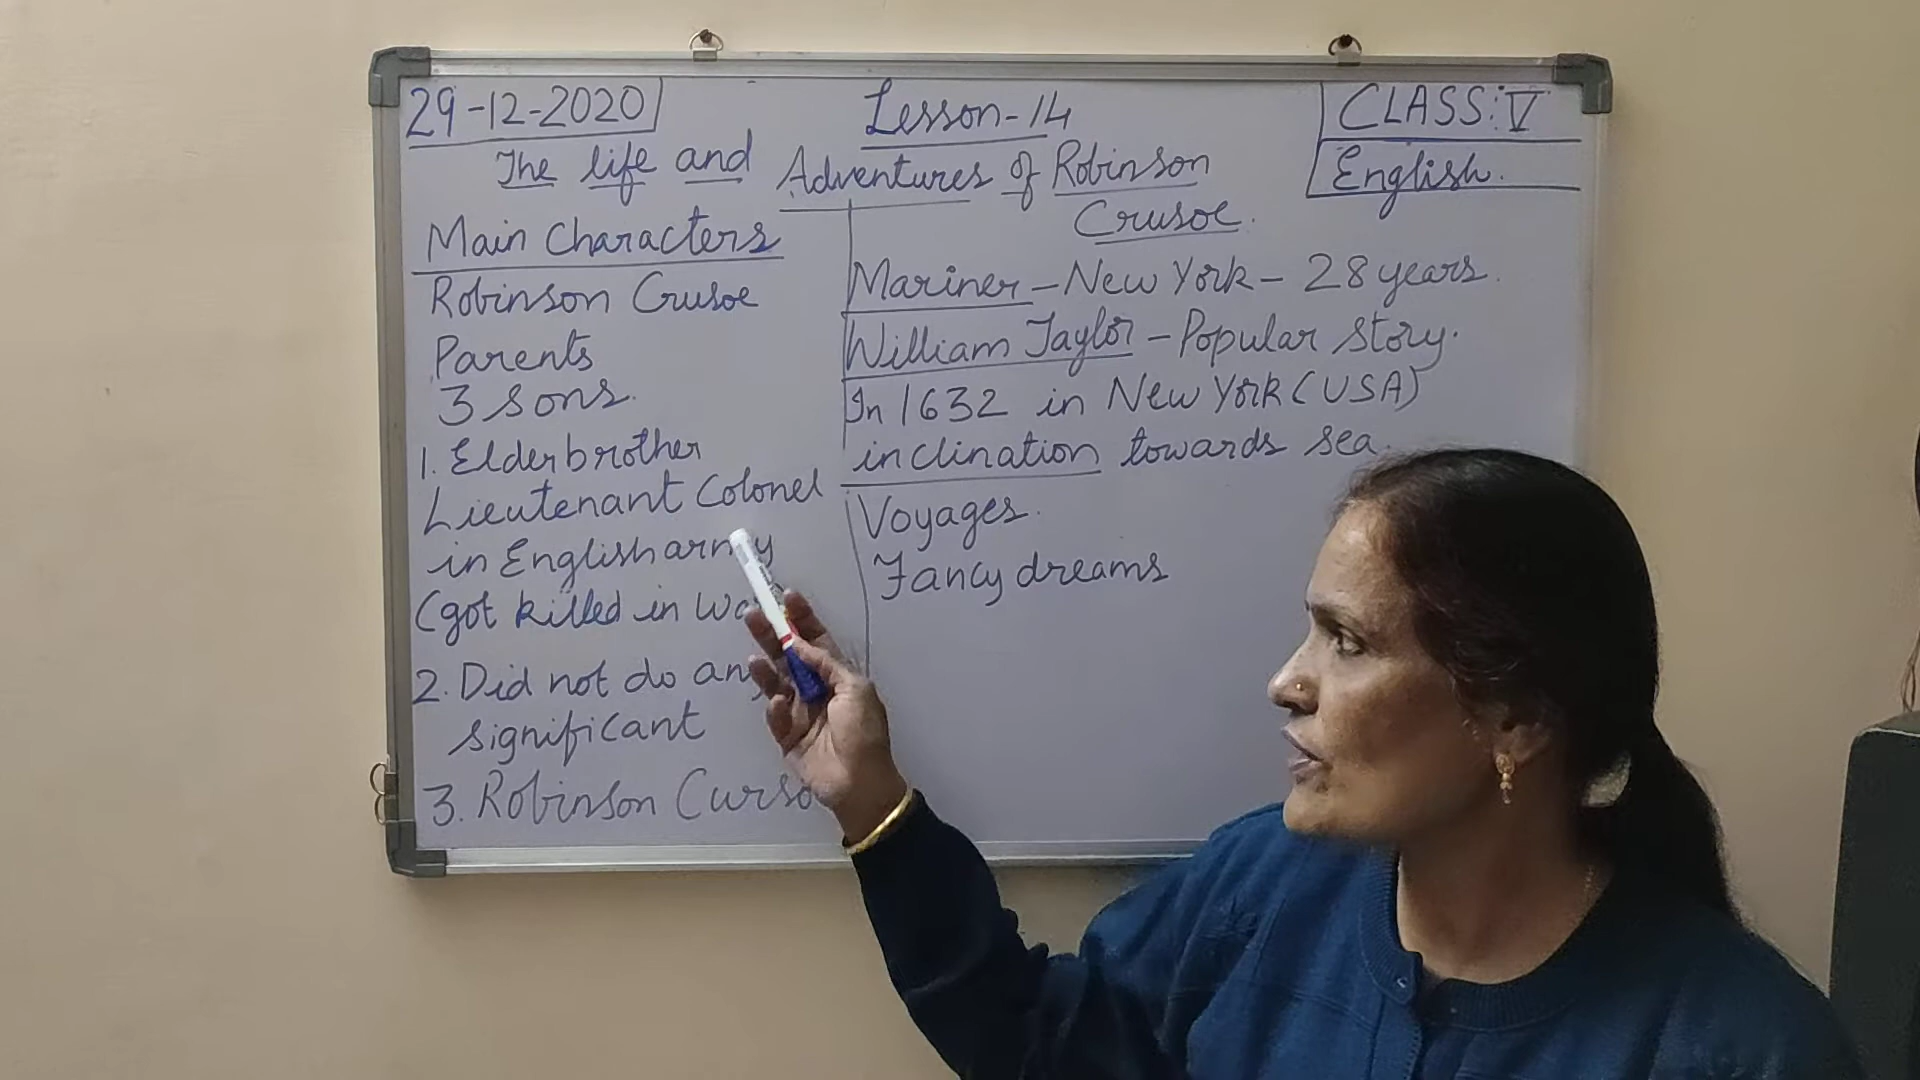 29-12-2020
Lesson-14
CLASS: V
English.
The life and Adventures of Robinson
Crusoe.
Main Characters
Robinson Crusoe
Parents
3 sons.
1. Elder brother
Lieutenant Colonel
in English army
(got killed in
2. Did not do
significant
3. Robinson
Mariner - New York - 28 years.
William Taylor - Popular Story.
In 1632 in New York (USA)
inclination towards sea.
Voyages.
Fancy dreams